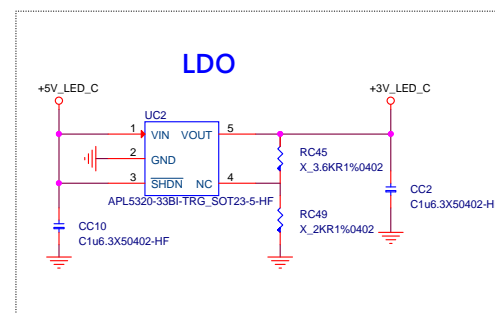 LDO
+5V_LED_C
+3V_LED_C
UC2
1 VIN VOUT 5
2 GND
3 SHDN NC 4
APL5320-33BI-TRG_SOT23-5-HF
RC45
X_3.6KR1%0402
RC49
X_2KR1%0402
CC10
C1u6.3X50402-HF
CC2
C1u6.3X50402-H